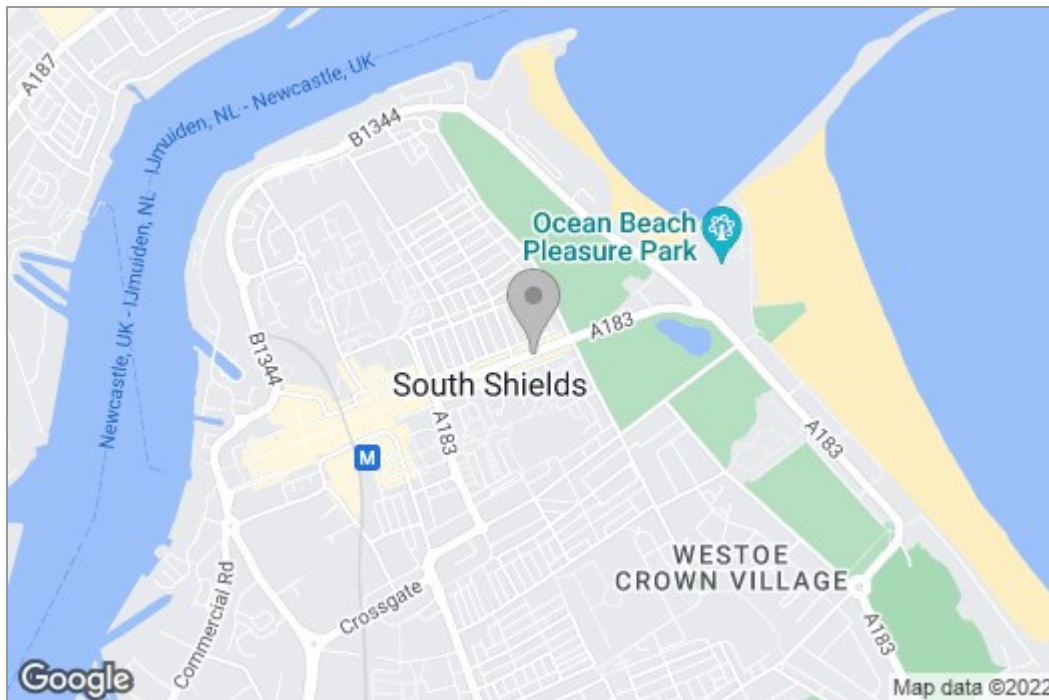 A187
Newcastle, UK - IJmuiden, NL - IJmuiden, NL - Newcastle, UK
B1344
Ocean Beach
Pleasure Park
A183
B1344
South Shields
A183
M
A183
WESTOE
CROWN VILLAGE
Commercial Rd
Crossgate
A183
Google
Map data ©2022